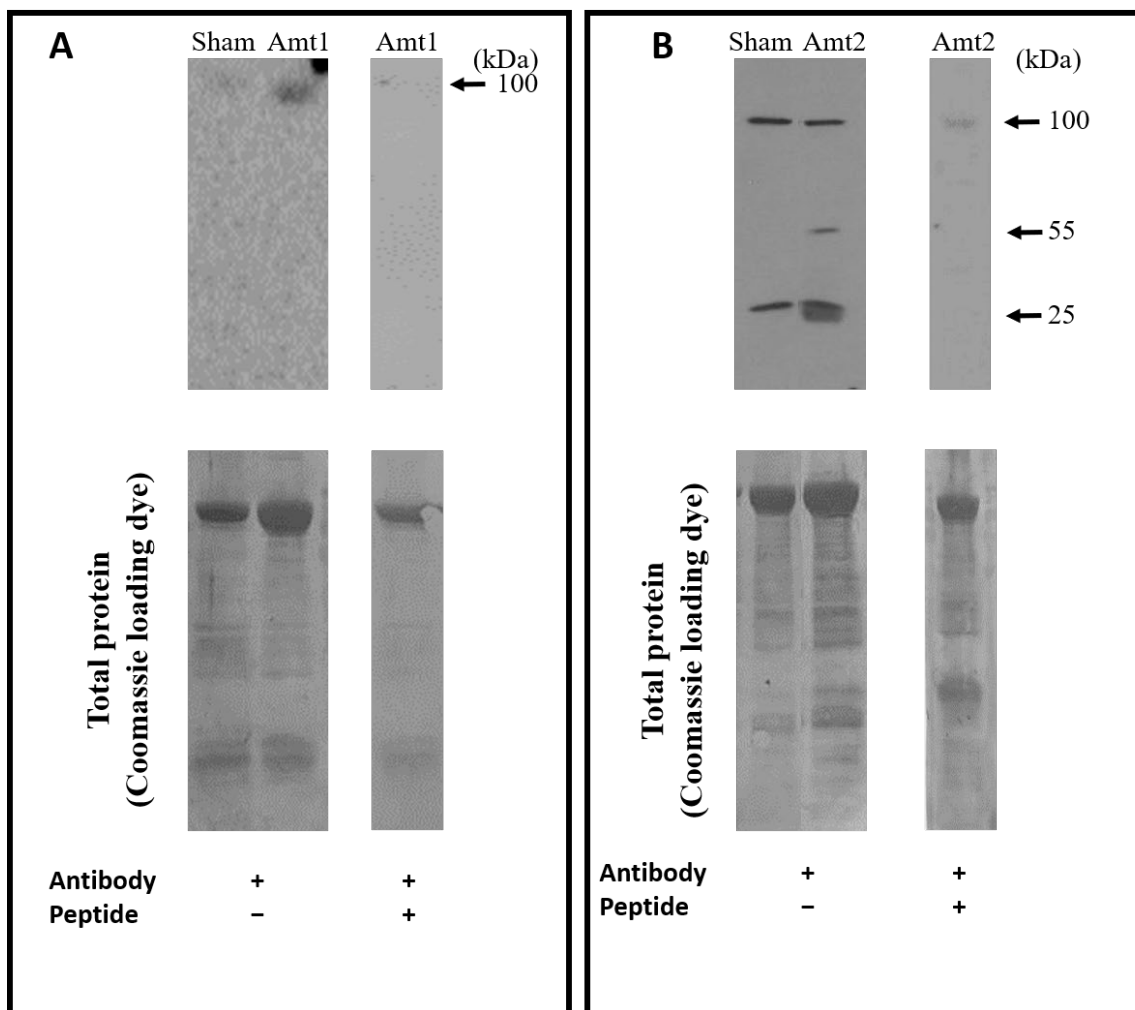 A
Sham Amt1 Amt1
(kDa)
100
Total protein
(Coomassie loading dye)
Antibody + +
Peptide − +
B
Sham Amt2 Amt2
(kDa)
100
55
25
Total protein
(Coomassie loading dye)
Antibody + +
Peptide − +